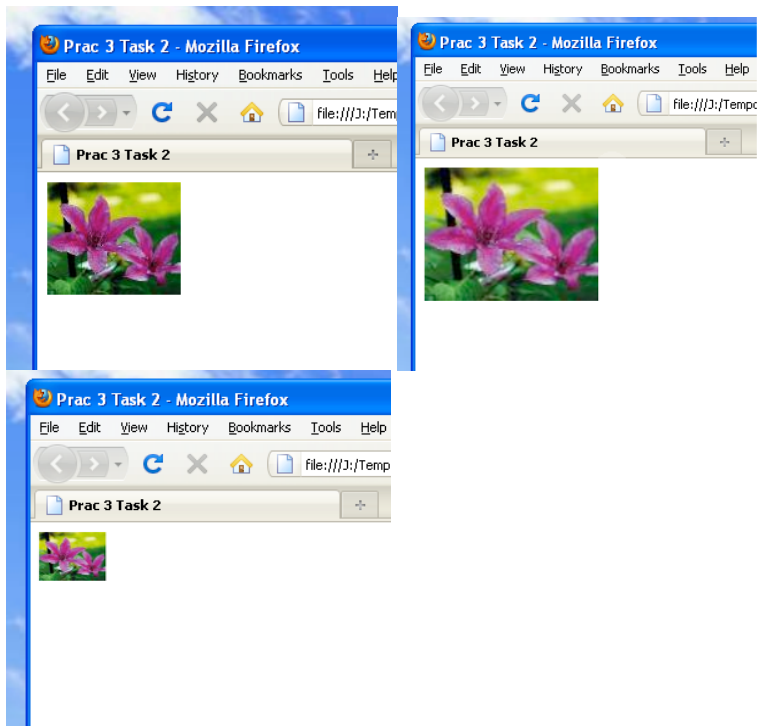 Prac 3 Task 2 - Mozilla Firefox
File Edit View History Bookmarks Tools Help
file:///J:/Tem
Prac 3 Task 2
Prac 3 Task 2 - Mozilla Firefox
File Edit View History Bookmarks Tools Help
file:///J:/Tempo
Prac 3 Task 2
Prac 3 Task 2 - Mozilla Firefox
File Edit View History Bookmarks Tools Help
file:///J:/Temp
Prac 3 Task 2